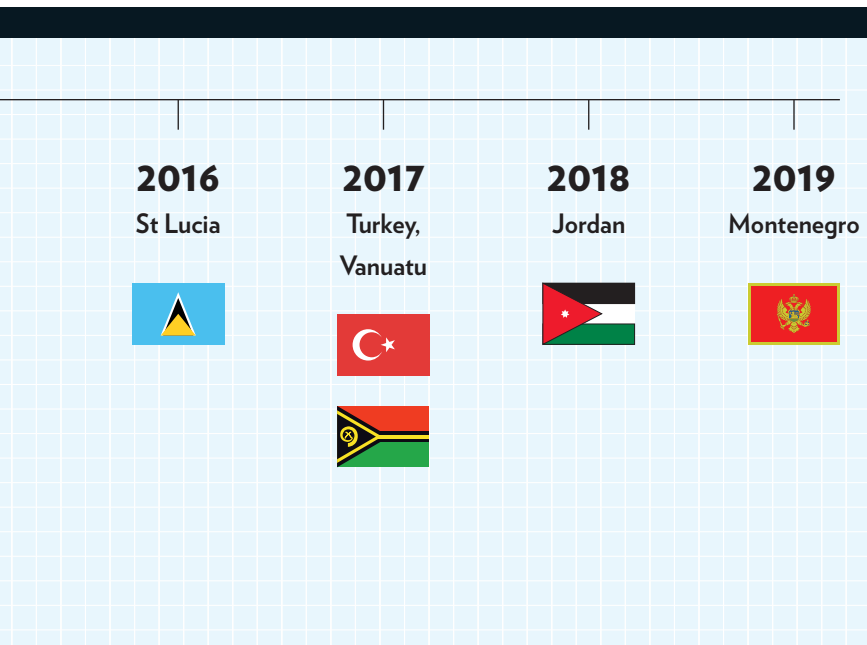 2016
St Lucia
2017
Turkey,
Vanuatu
2018
Jordan
2019
Montenegro